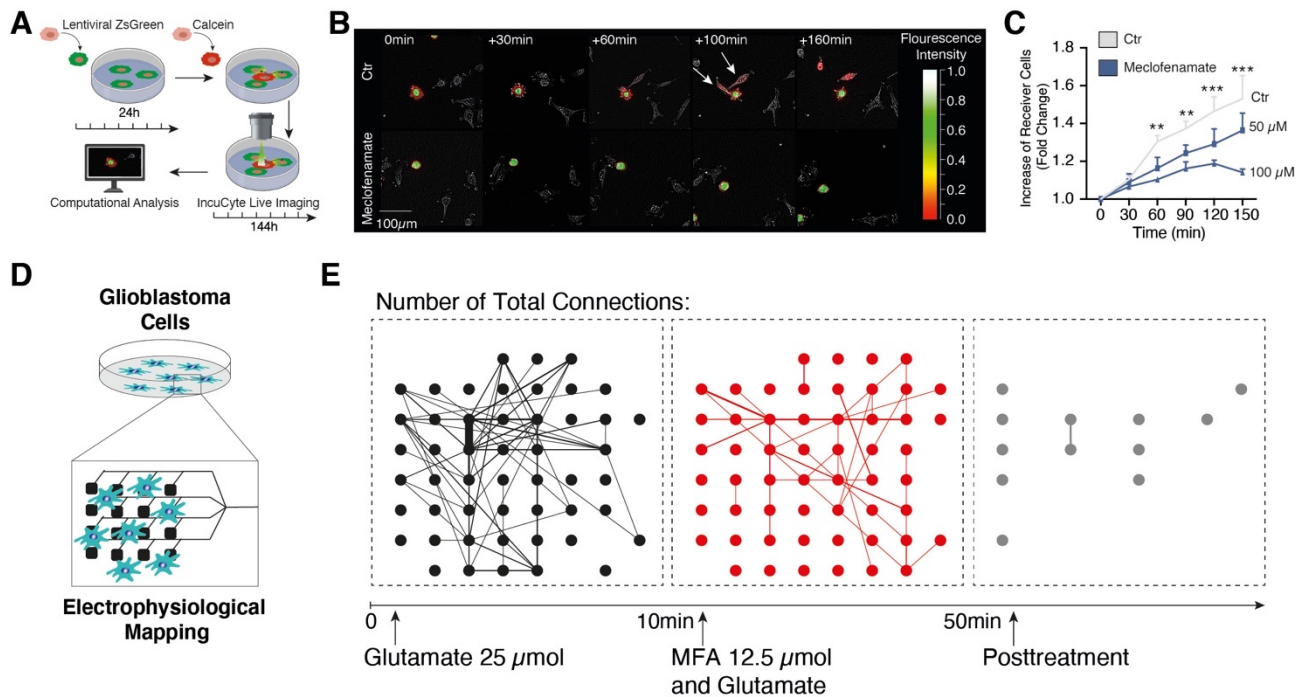 A
Lentiviral ZsGreen
Calcein
24h
Computational Analysis
IncuCyte Live Imaging
144h
B
0min
+30min
+60min
+100min
+160min
Flourescence
Intensity
Ctr
Meclofenamate
100µm
1.0
0.8
0.6
0.4
0.2
0.0
C
Ctr
Meclofenamate
Increase of Receiver Cells
(Fold Change)
1.8
1.6
1.4
1.2
1.0
**
**
***
***
Ctr
50 µM
100 µM
0 30 60 90 120 150
Time (min)
D
Glioblastoma
Cells
Electrophysiological
Mapping
E
Number of Total Connections:
0
10min
50min
Glutamate 25 µmol
MFA 12.5 µmol
and Glutamate
Posttreatment